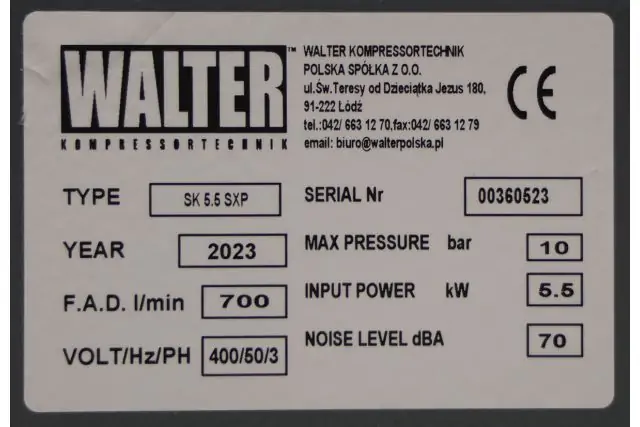 WALTER™
KOMPRESSORTECHNIK
WALTER KOMPRESSORTECHNIK
POLSKA SPÓŁKA Z O.O.
ul.Św.Teresy od Dzieciątka Jezus 180,
91-222 Łódź
tel.:042/ 663 12 70,fax:042/ 663 12 79
email: biuro@walterpolska.pl
CE
TYPE SK 5.5 SXP
YEAR 2023
F.A.D. l/min 700
VOLT/Hz/PH 400/50/3
SERIAL Nr 00360523
MAX PRESSURE bar 10
INPUT POWER kW 5.5
NOISE LEVEL dBA 70